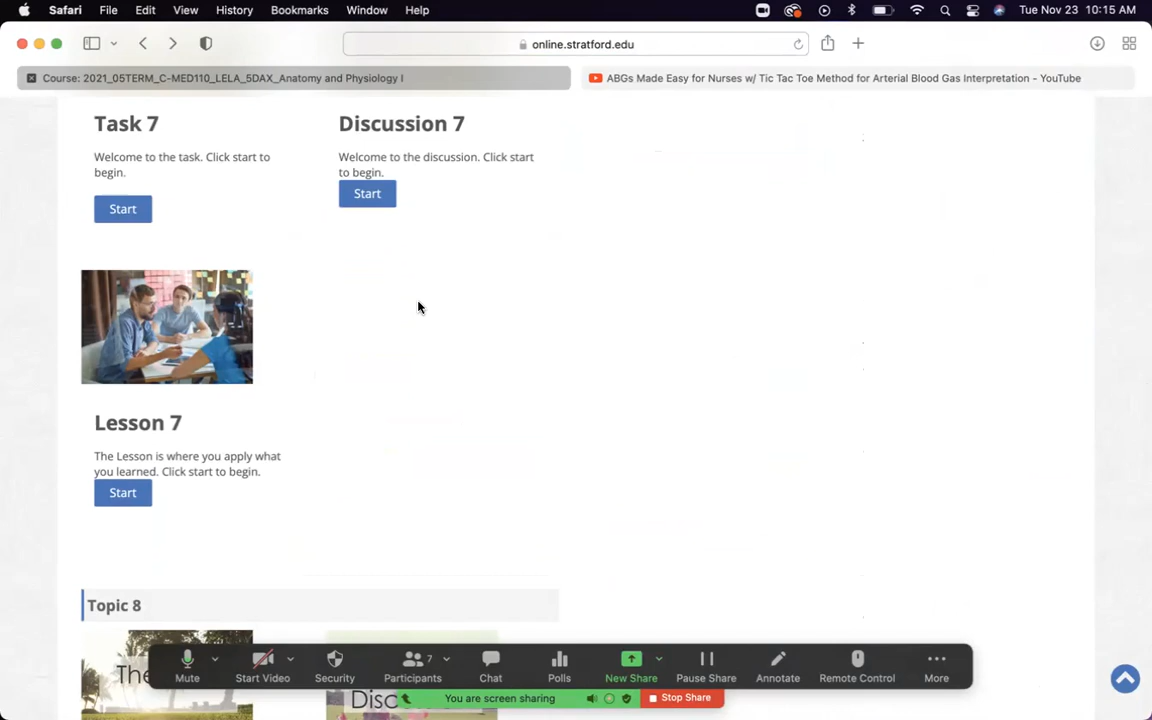 Safari File Edit View History Bookmarks Window Help Tue Nov 23 10:15 AM
online.stratford.edu
Course: 2021_05TERM_C-MED110_LELA_5DAX_Anatomy and Physiology I
ABGs Made Easy for Nurses w/ Tic Tac Toe Method for Arterial Blood Gas Interpretation - YouTube
Task 7
Welcome to the task. Click start to
begin.
Start
Discussion 7
Welcome to the discussion. Click start
to begin.
Start
Lesson 7
The Lesson is where you apply what
you learned. Click start to begin.
Start
Topic 8
The
Disc
7
Mute Start Video Security Participants Chat Polls New Share Pause Share Annotate Remote Control More
You are screen sharing Stop Share